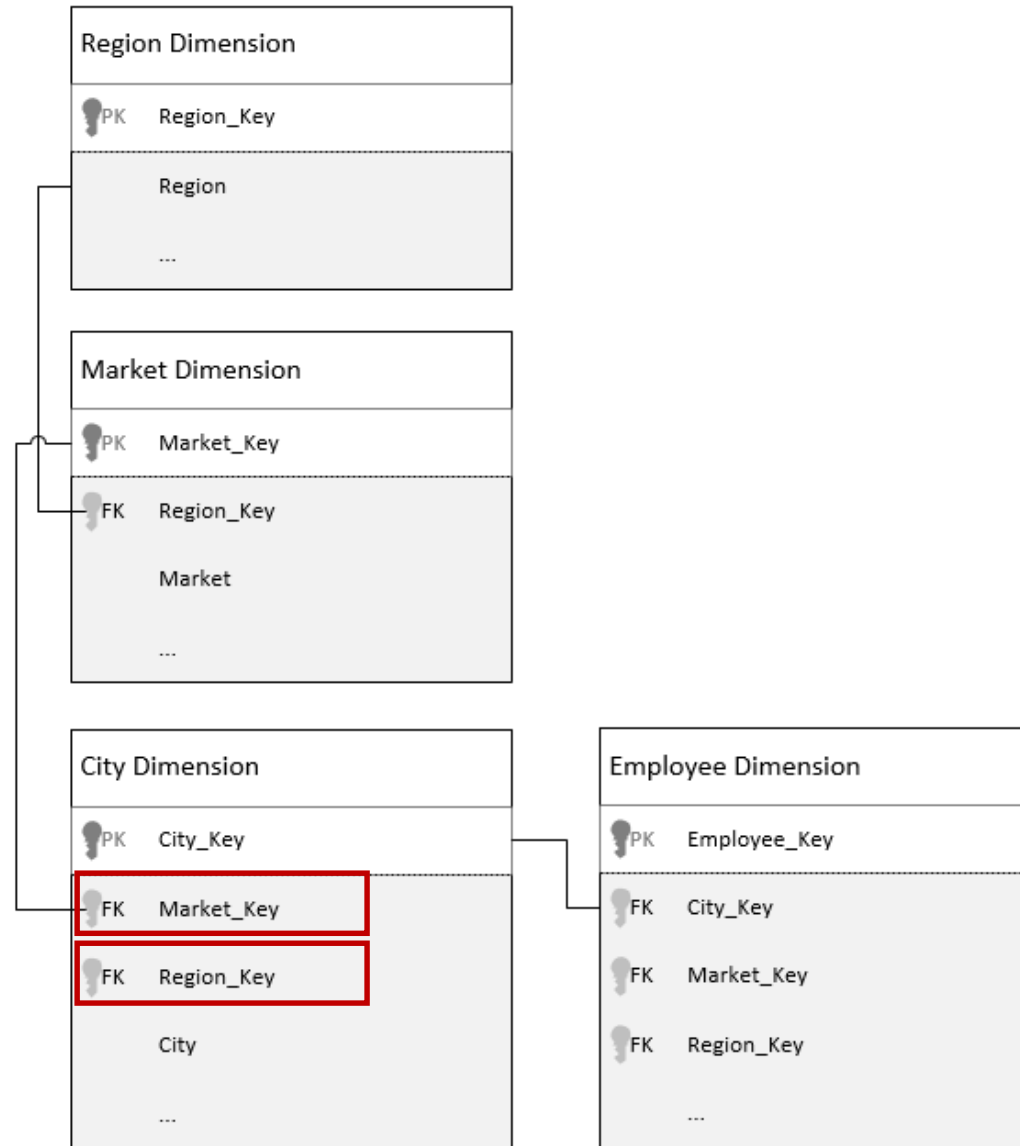 Region Dimension
PK Region_Key
Region
...
Market Dimension
PK Market_Key
FK Region_Key
Market
...
City Dimension
PK City_Key
FK Market_Key
FK Region_Key
City
...
Employee Dimension
PK Employee_Key
FK City_Key
FK Market_Key
FK Region_Key
...